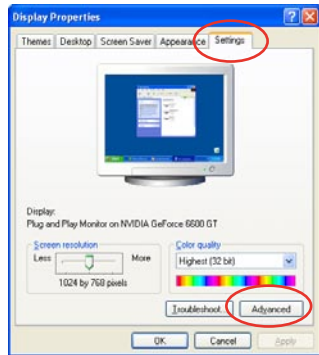 Display Properties
Themes Desktop Screen Saver Appearance Settings
Display:
Plug and Play Monitor on NVIDIA GeForce 6600 GT
Screen resolution
Less More
1024 by 768 pixels
Color quality
Highest (32 bit)
Troubleshoot... Advanced
OK Cancel Apply